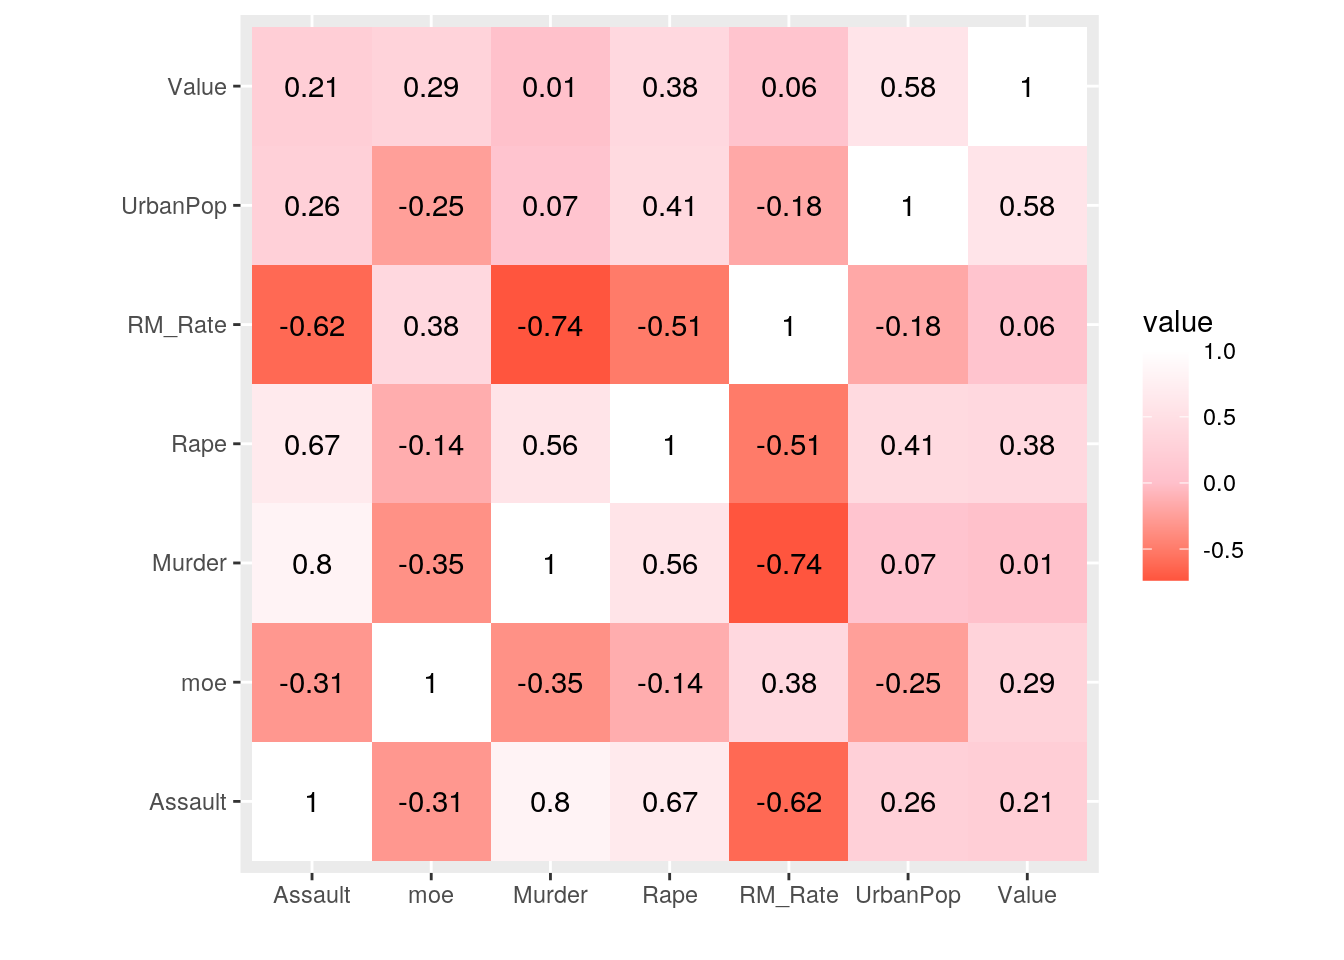 Value 0.21 0.29 0.01 0.38 0.06 0.58 1
UrbanPop 0.26 -0.25 0.07 0.41 -0.18 1 0.58
RM_Rate -0.62 0.38 -0.74 -0.51 1 -0.18 0.06
Rape 0.67 -0.14 0.56 1 -0.51 0.41 0.38
Murder 0.8 -0.35 1 0.56 -0.74 0.07 0.01
moe -0.31 1 -0.35 -0.14 0.38 -0.25 0.29
Assault 1 -0.31 0.8 0.67 -0.62 0.26 0.21
Assault moe Murder Rape RM_Rate UrbanPop Value
value
1.0
0.5
0.0
-0.5